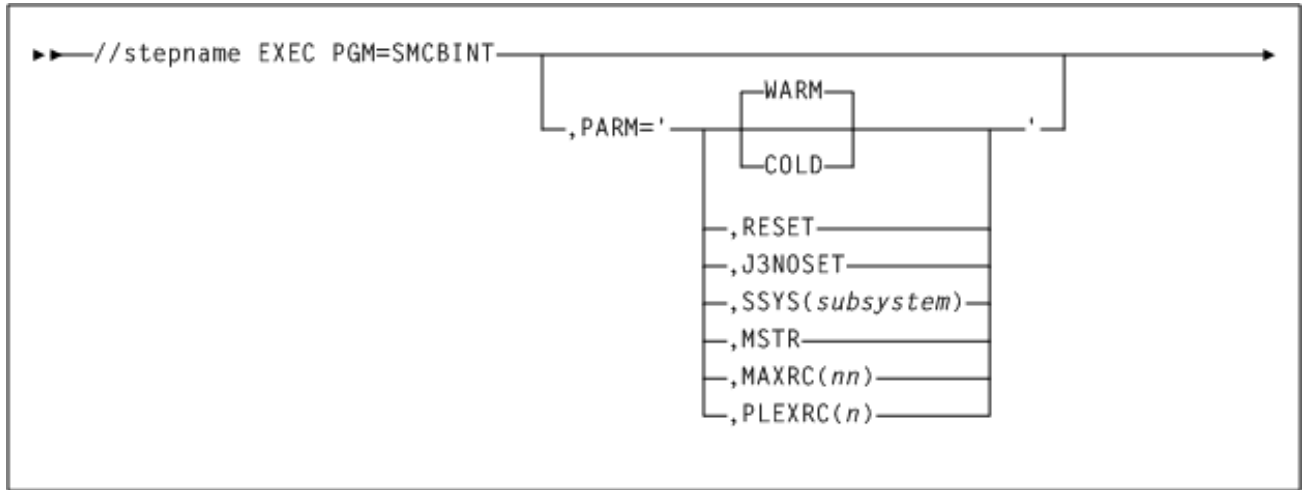 //stepname EXEC PGM=SMCBINT
WARM
,PARM=' '
COLD
,RESET
,J3NOSET
,SSYS(subsystem)
,MSTR
,MAXRC(nn)
,PLEXRC(n)